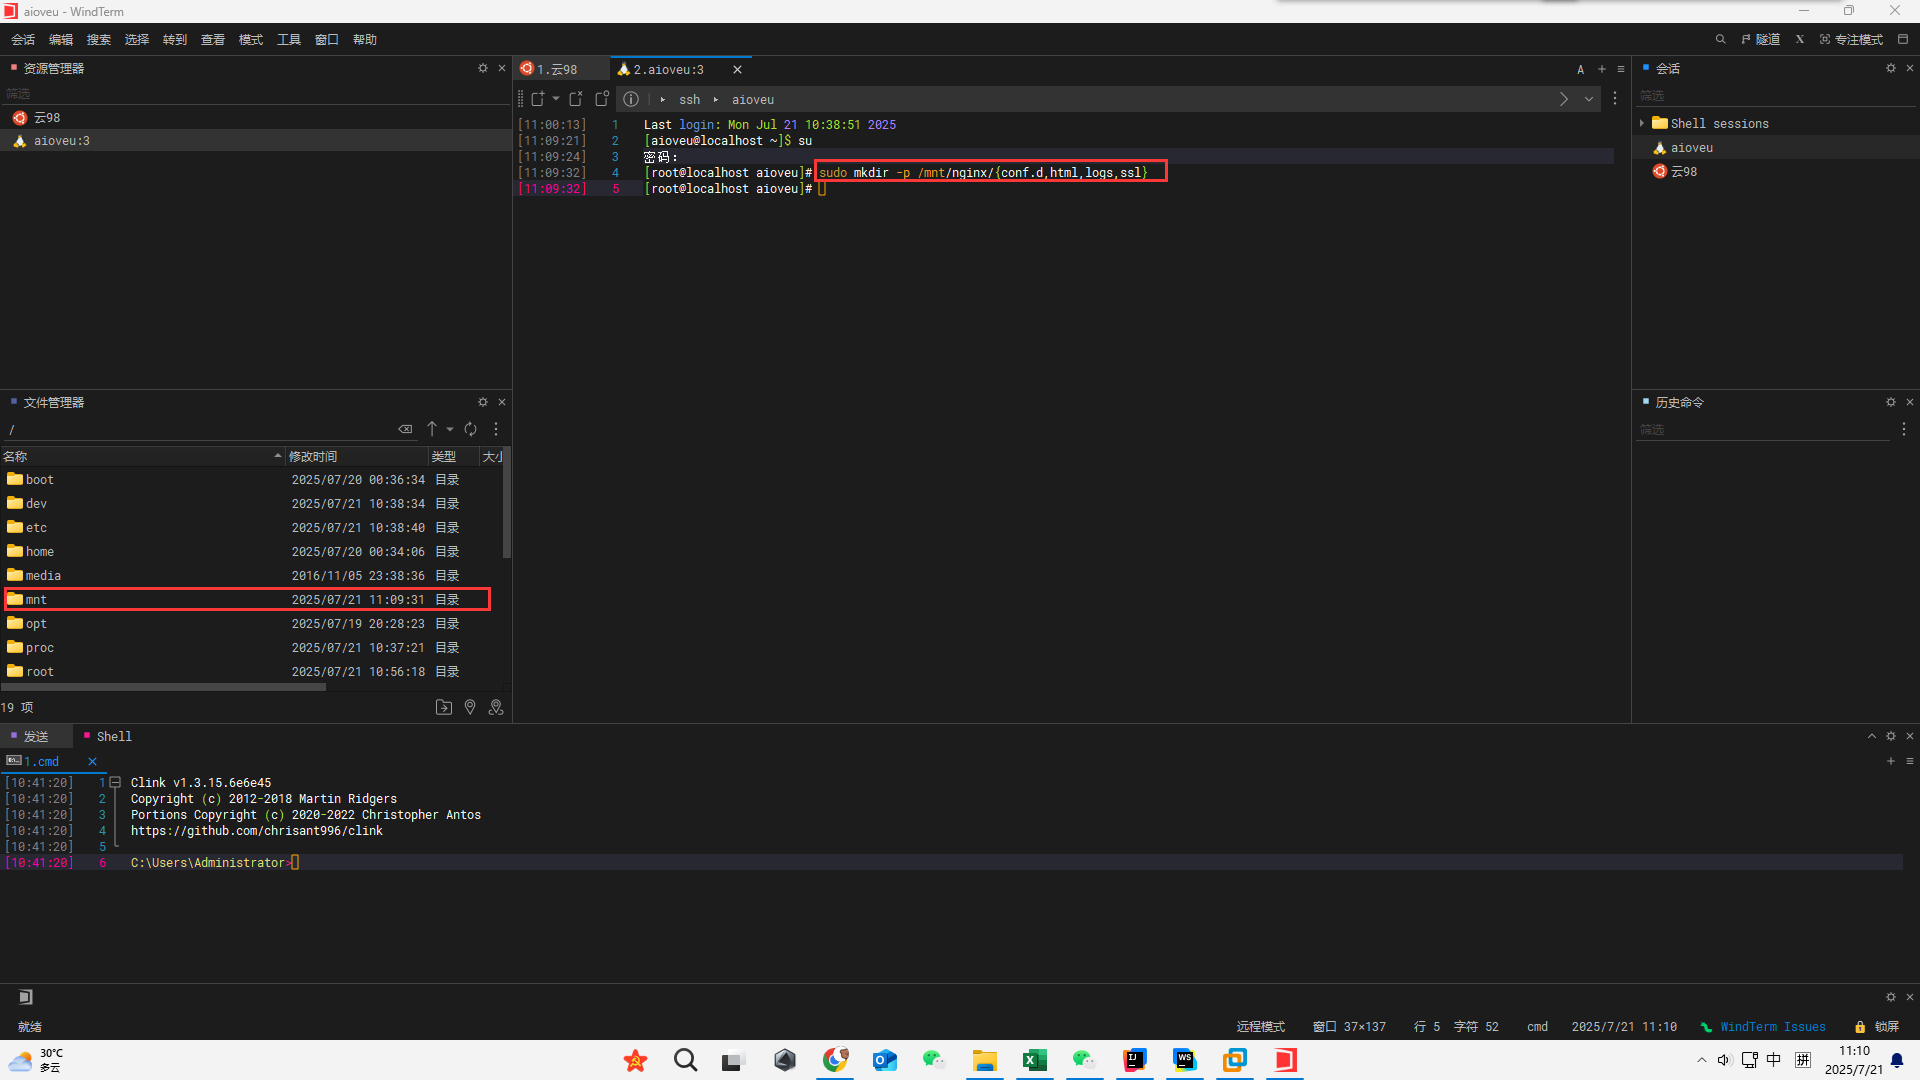 aioveu - WindTerm
会话 编辑 搜索 选择 转到 查看 模式 工具 窗口 帮助
隧道 X 专注模式
资源管理器
筛选
云98
aioveu:3
1.云98 2.aioveu:3
A
ssh aioveu
[11:00:13] 1 Last login: Mon Jul 21 10:38:51 2025
[11:09:21] 2 [aioveu@localhost ~]$ su
[11:09:24] 3 密码:
[11:09:32] 4 [root@localhost aioveu]# sudo mkdir -p /mnt/nginx/{conf.d,html,logs,ssl}
[11:09:32] 5 [root@localhost aioveu]#
会话
筛选
Shell sessions
aioveu
云98
文件管理器
/
名称 修改时间 类型 大小
boot 2025/07/20 00:36:34 目录
dev 2025/07/21 10:38:34 目录
etc 2025/07/21 10:38:40 目录
home 2025/07/20 00:34:06 目录
media 2016/11/05 23:38:36 目录
mnt 2025/07/21 11:09:31 目录
opt 2025/07/19 20:28:23 目录
proc 2025/07/21 10:37:21 目录
root 2025/07/21 10:56:18 目录
19 项
历史命令
筛选
发送 Shell
1.cmd
[10:41:20] 1 Clink v1.3.15.6e6e45
[10:41:20] 2 Copyright (c) 2012-2018 Martin Ridgers
[10:41:20] 3 Portions Copyright (c) 2020-2022 Christopher Antos
[10:41:20] 4 https://github.com/chrisant996/clink
[10:41:20] 5
[10:41:20] 6 C:\Users\Administrator>
就绪
远程模式 窗口 37×137 行 5 字符 52 cmd 2025/7/21 11:10 WindTerm Issues 锁屏
30°C
多云
中 拼
11:10
2025/7/21